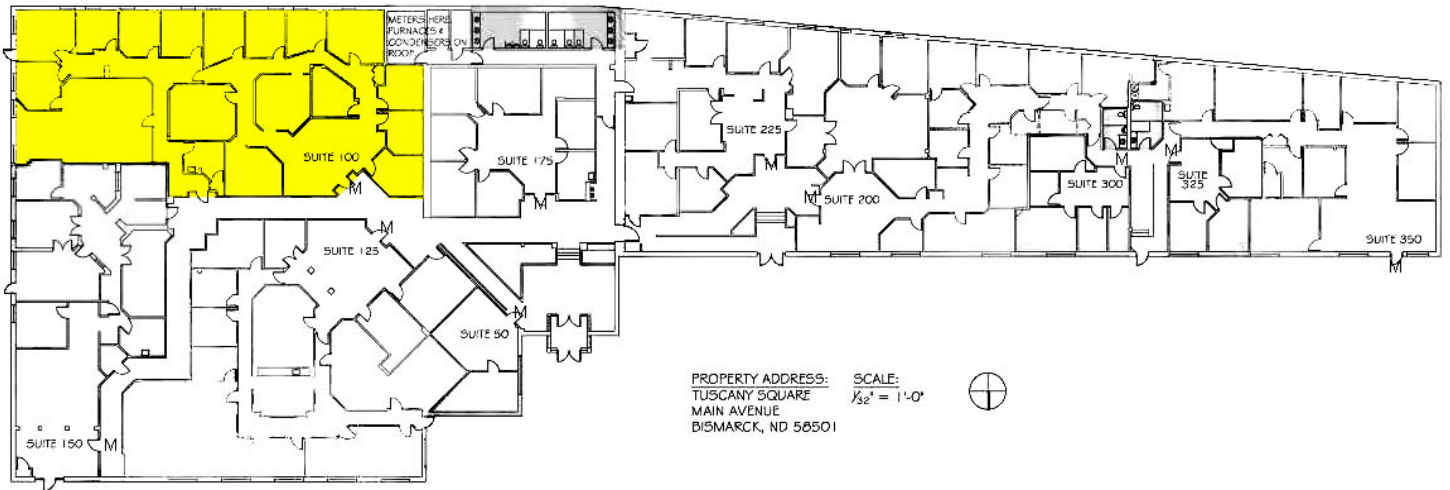 METERS HERE
FURNACES &
CONDENSERS ON
ROOF
SUITE 100
SUITE 175
SUITE 225
SUITE 200
SUITE 300
SUITE 325
SUITE 350
SUITE 125
SUITE 50
SUITE 150
M
M
M
M
M
M
M
M
M
M
PROPERTY ADDRESS:
TUSCANY SQUARE
MAIN AVENUE
BISMARCK, ND 58501
SCALE:
1/32" = 1'-0"